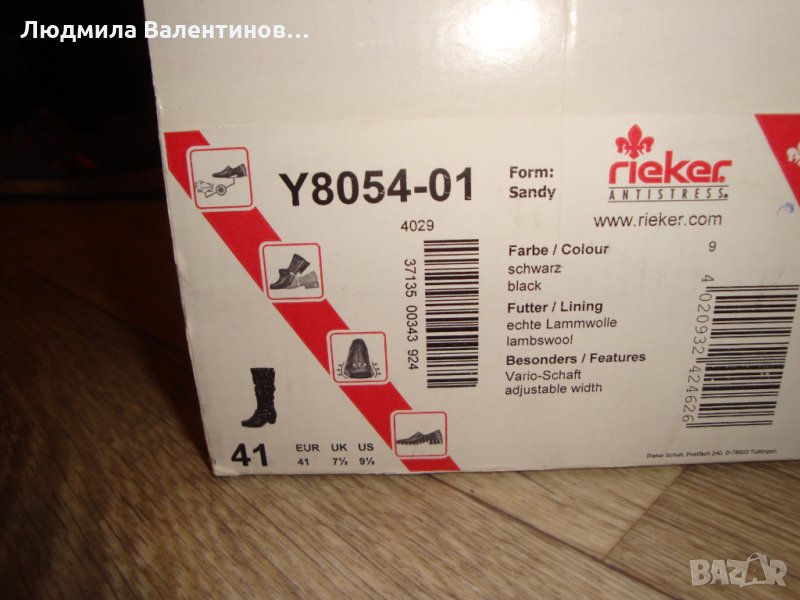 Людмила Валентинов...
Y8054-01
4029
37135 00343 924
Form:
Sandy
rieker.
ANTISTRESS
www.rieker.com
Farbe / Colour
schwarz
black
9
Futter / Lining
echte Lammwolle
lambswool
Besonders / Features
Vario-Schaft
adjustable width
4 020932 424626
41
EUR UK US
41 7½ 9½
Rieker Schuh, Postfach 240, D-78503 Tuttlingen
BAZAR